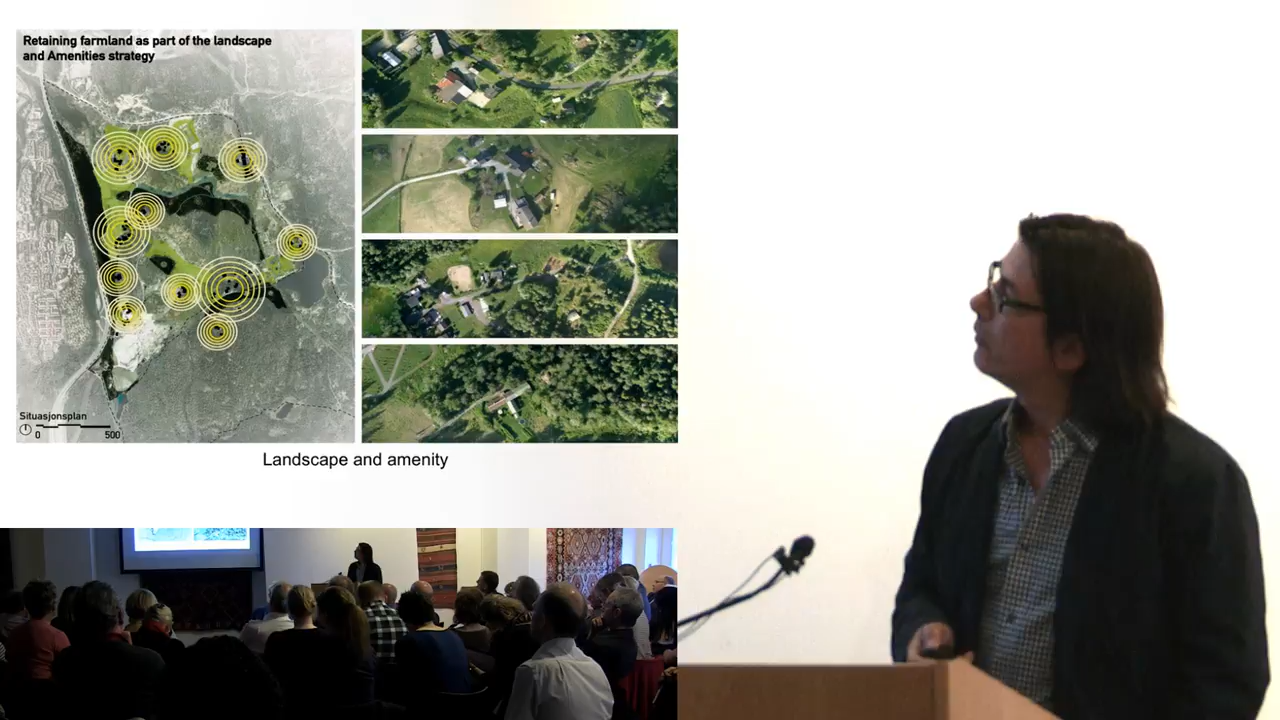 Retaining farmland as part of the landscape
and Amenities strategy
Situasjonsplan
0 500
Landscape and amenity